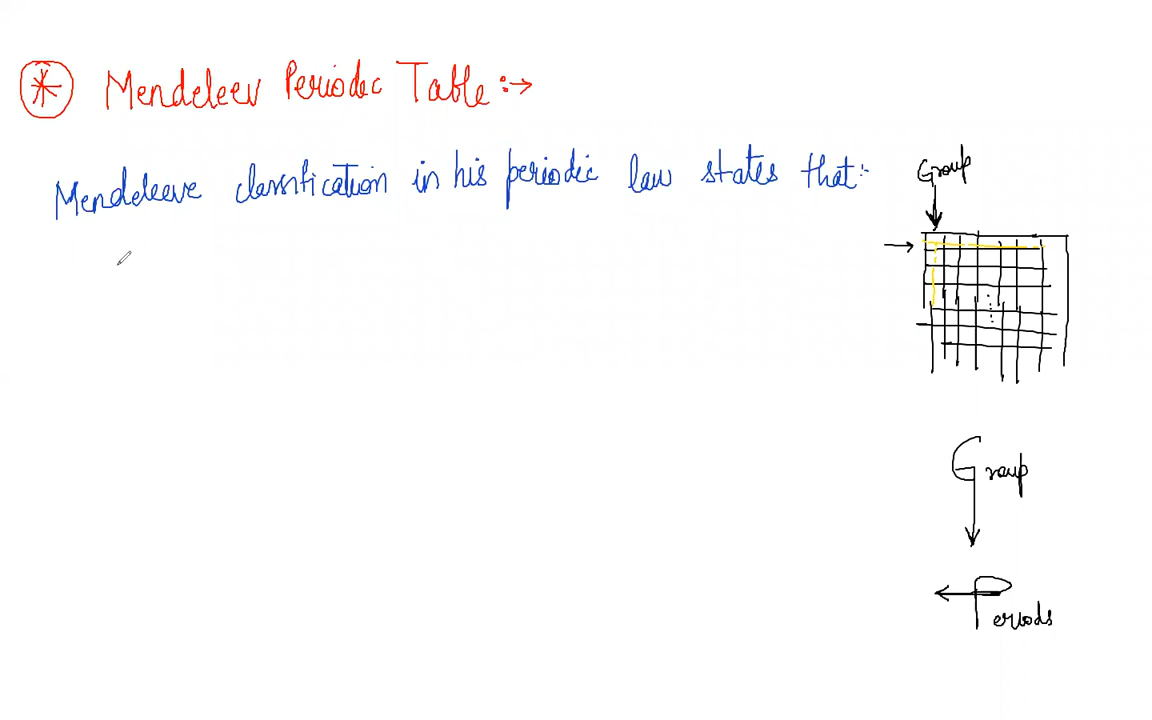 Mendeleev Periodic Table :→
Mendeleeve classification in his periodic law states that:-
Group
Group
Periods